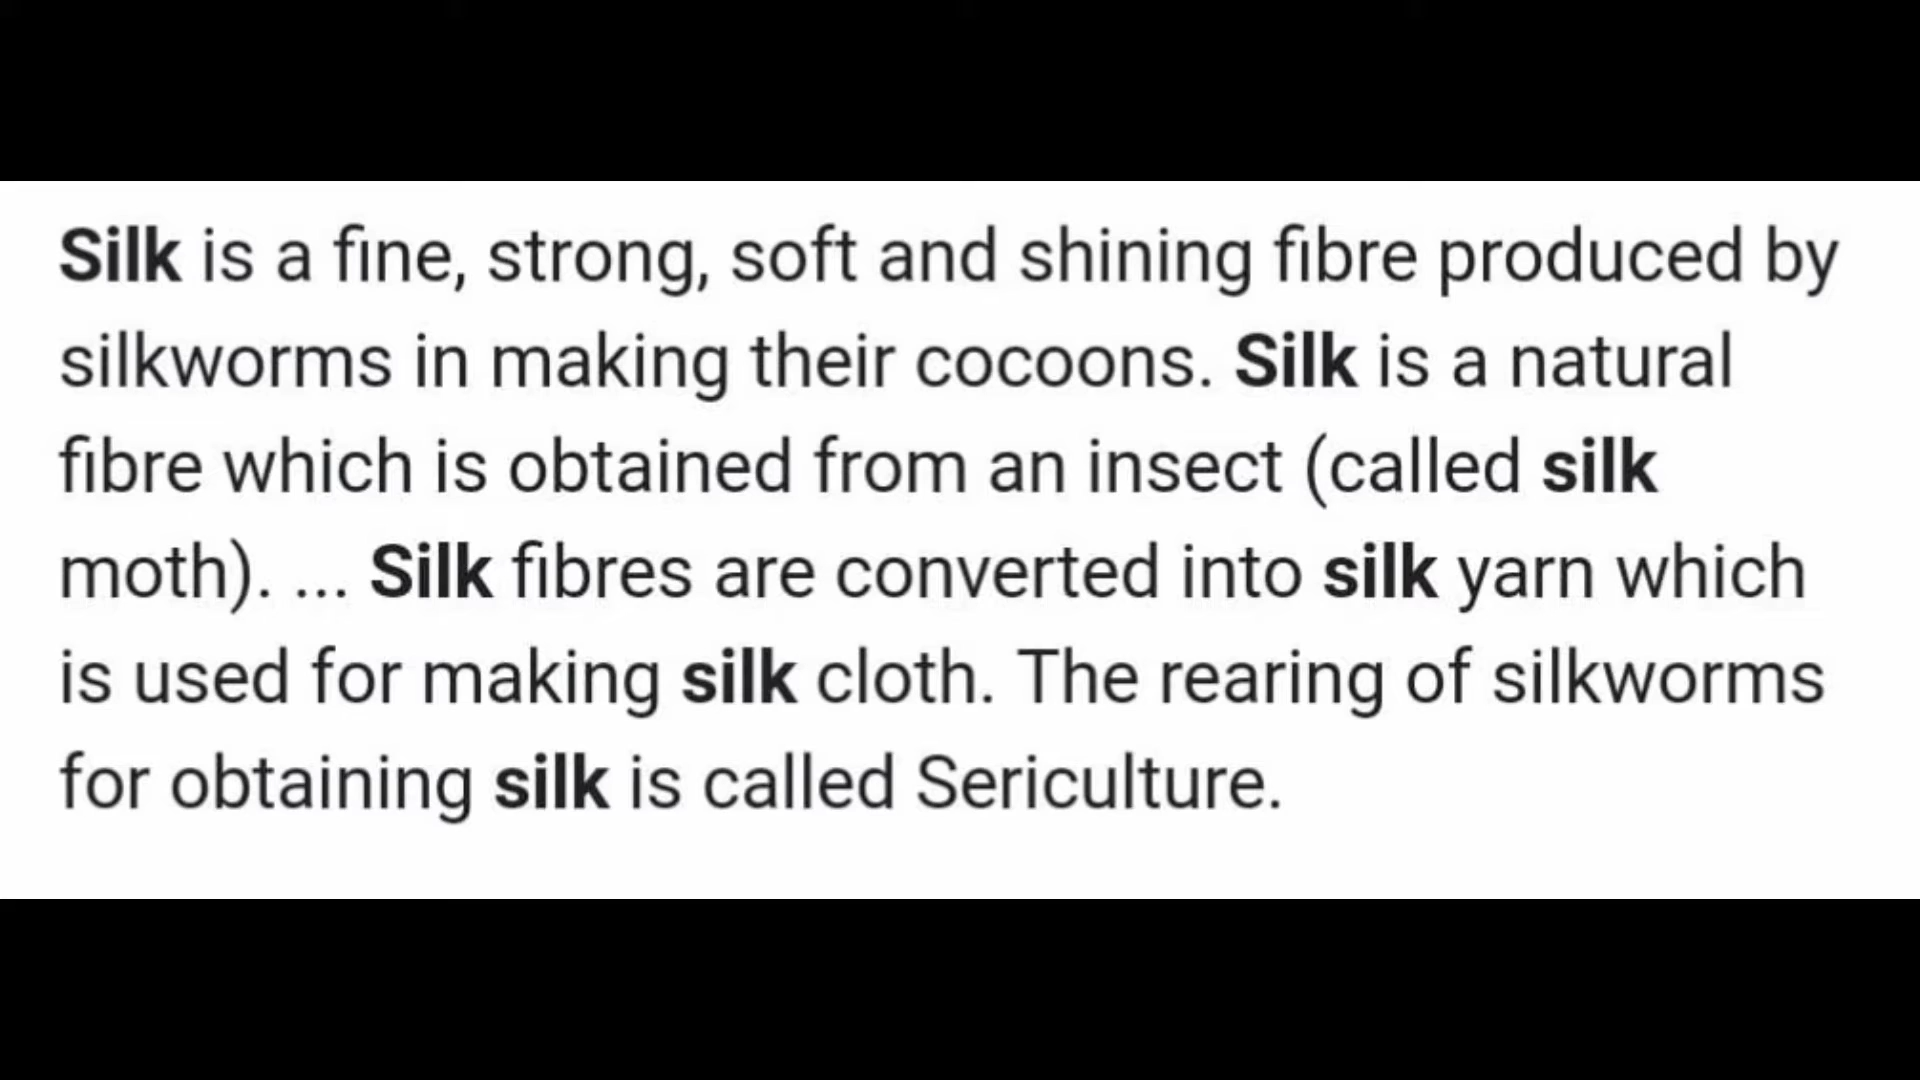 Silk is a fine, strong, soft and shining fibre produced by
silkworms in making their cocoons. Silk is a natural
fibre which is obtained from an insect (called silk
moth). ... Silk fibres are converted into silk yarn which
is used for making silk cloth. The rearing of silkworms
for obtaining silk is called Sericulture.